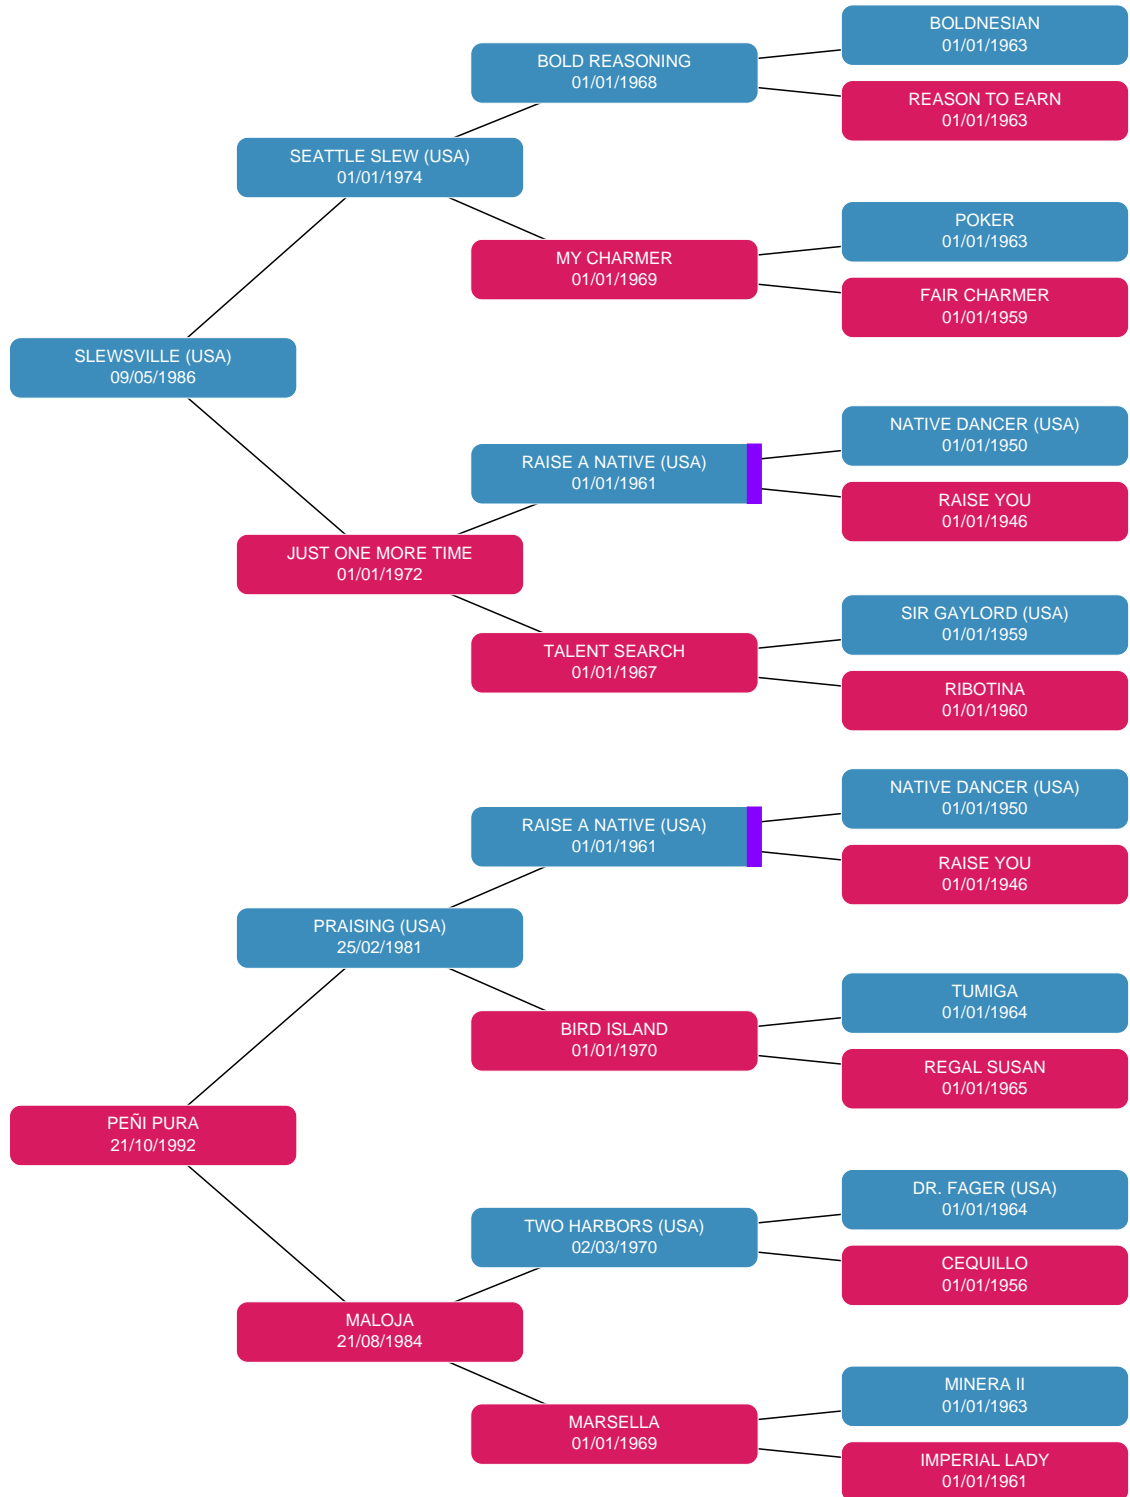 BOLDNESIAN
01/01/1963
BOLD REASONING
01/01/1968
REASON TO EARN
01/01/1963
SEATTLE SLEW (USA)
01/01/1974
POKER
01/01/1963
MY CHARMER
01/01/1969
FAIR CHARMER
01/01/1959
SLEWSVILLE (USA)
09/05/1986
NATIVE DANCER (USA)
01/01/1950
RAISE A NATIVE (USA)
01/01/1961
RAISE YOU
01/01/1946
JUST ONE MORE TIME
01/01/1972
SIR GAYLORD (USA)
01/01/1959
TALENT SEARCH
01/01/1967
RIBOTINA
01/01/1960
NATIVE DANCER (USA)
01/01/1950
RAISE A NATIVE (USA)
01/01/1961
RAISE YOU
01/01/1946
PRAISING (USA)
25/02/1981
TUMIGA
01/01/1964
BIRD ISLAND
01/01/1970
REGAL SUSAN
01/01/1965
PEÑI PURA
21/10/1992
DR. FAGER (USA)
01/01/1964
TWO HARBORS (USA)
02/03/1970
CEQUILLO
01/01/1956
MALOJA
21/08/1984
MINERA II
01/01/1963
MARSELLA
01/01/1969
IMPERIAL LADY
01/01/1961